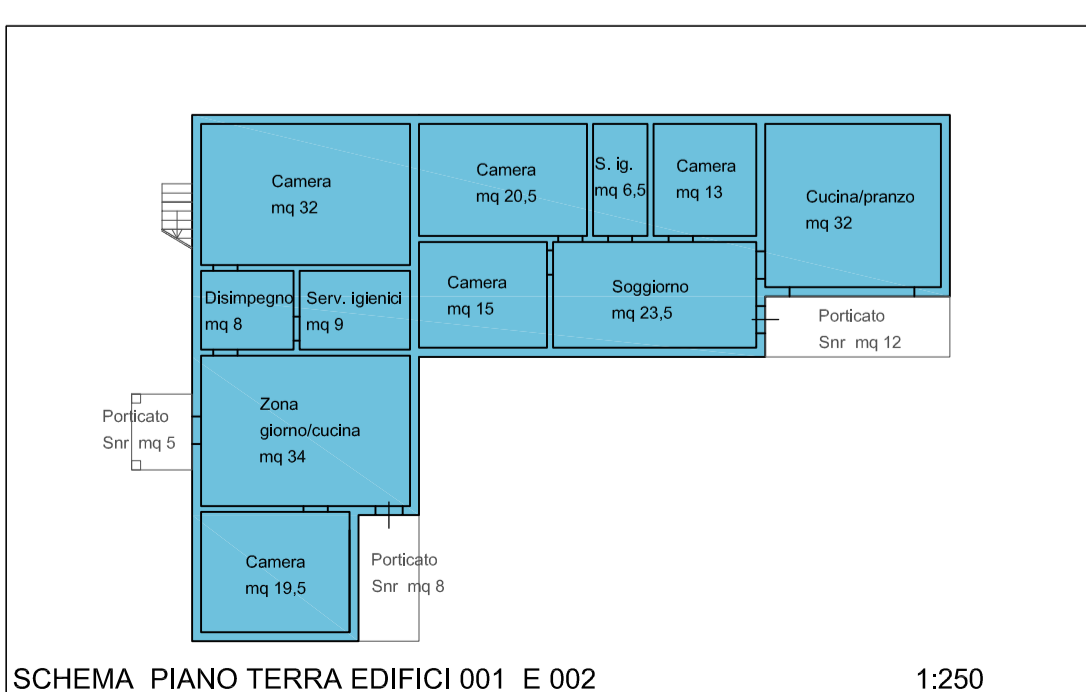 Camera
mq 32
Camera
mq 20,5
S. ig.
mq 6,5
Camera
mq 13
Cucina/pranzo
mq 32
Disimpegno
mq 8
Serv. igienici
mq 9
Camera
mq 15
Soggiorno
mq 23,5
Porticato
Snr mq 12
Porticato
Snr mq 5
Zona
giorno/cucina
mq 34
Camera
mq 19,5
Porticato
Snr mq 8
SCHEMA PIANO TERRA EDIFICI 001 E 002
1:250